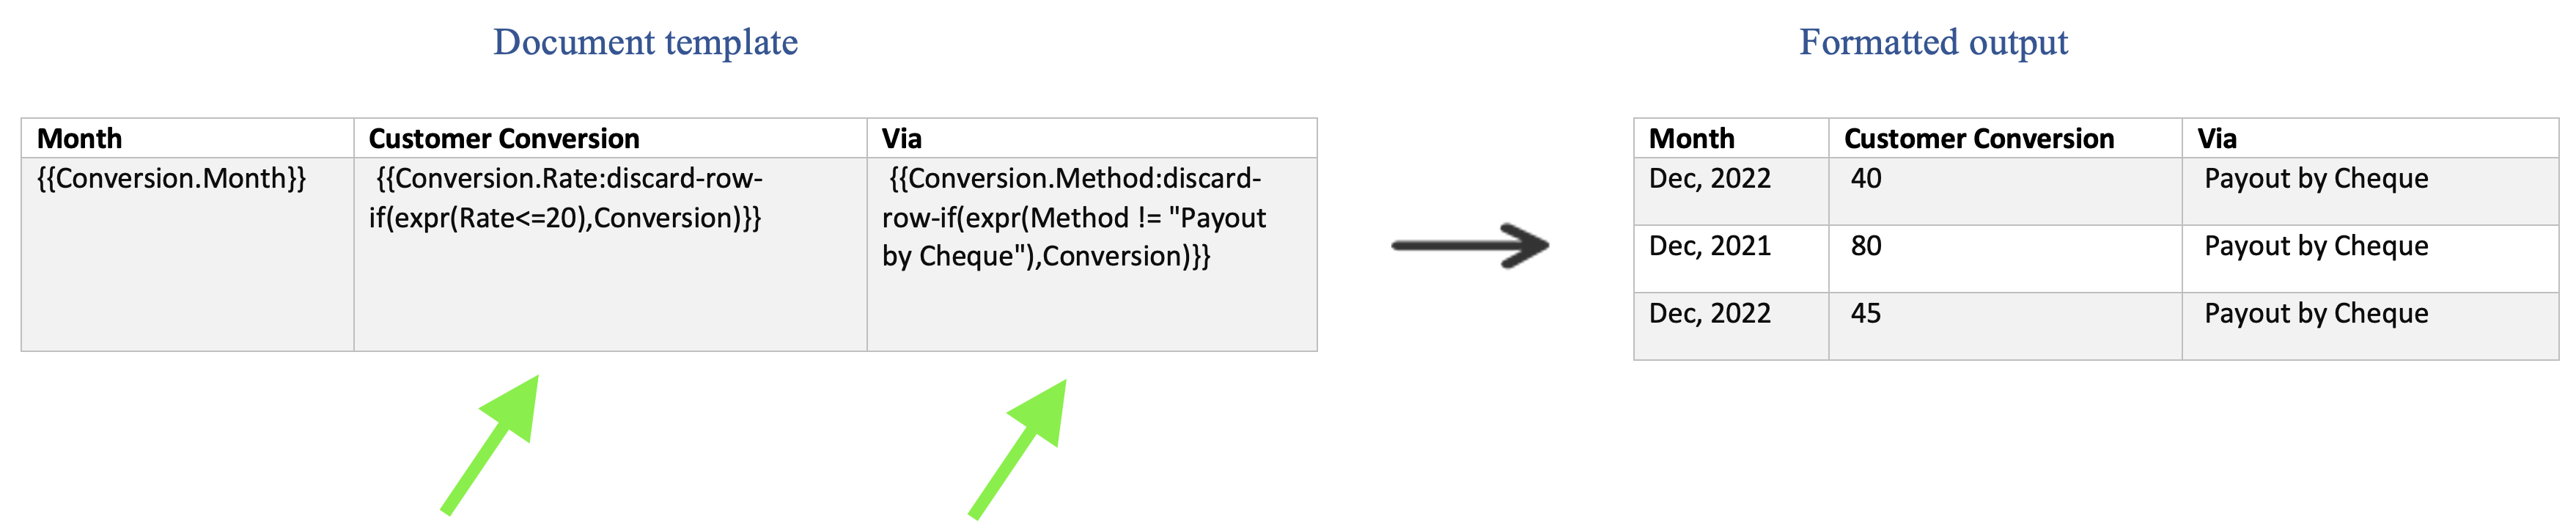 Document template
Formatted output
Month Customer Conversion Via
{{Conversion.Month}} {{Conversion.Rate:discard-row- {{Conversion.Method:discard-
if(expr(Rate<=20),Conversion)}} row-if(expr(Method != "Payout
by Cheque"),Conversion)}}
Month Customer Conversion Via
Dec, 2022 40 Payout by Cheque
Dec, 2021 80 Payout by Cheque
Dec, 2022 45 Payout by Cheque